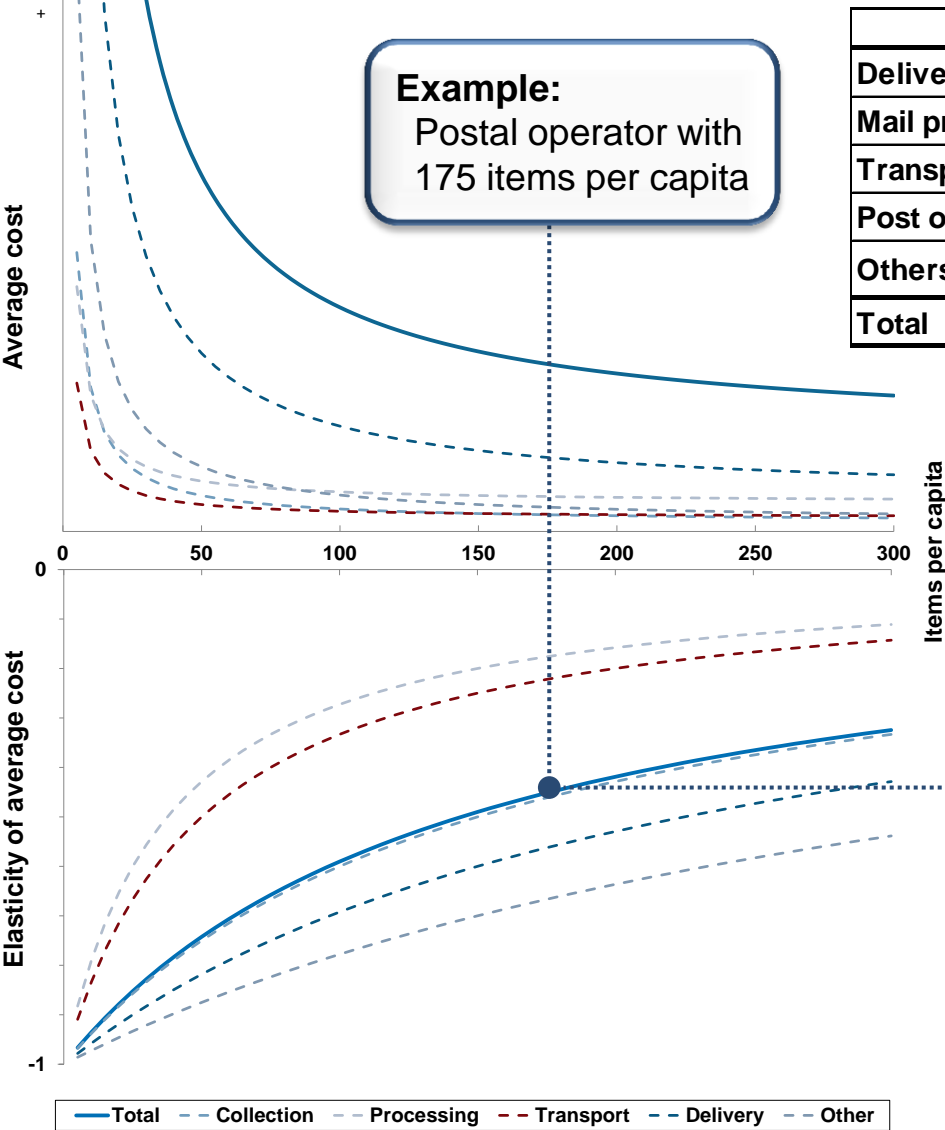 +
Average cost
Example:
Postal operator with
175 items per capita
Delive
Mail pr
Transp
Post o
Others
Total
0 50 100 150 200 250 300
Items per capita
0
Elasticity of average cost
-1
Total Collection Processing Transport Delivery Other